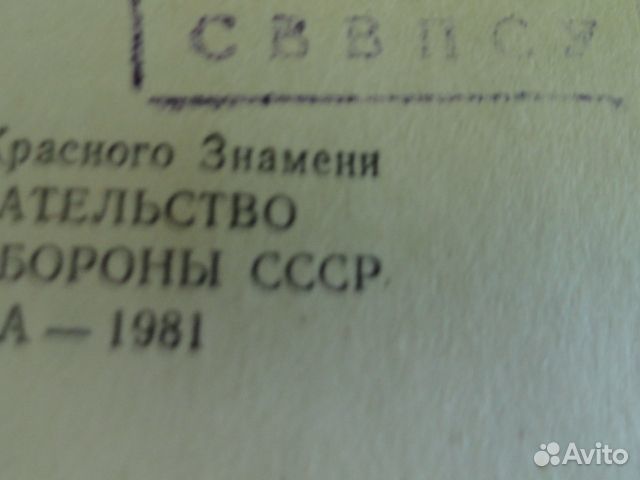 СВВПСУ
Красного Знамени
АТЕЛЬСТВО
БОРОНЫ СССР
А — 1981
Avito